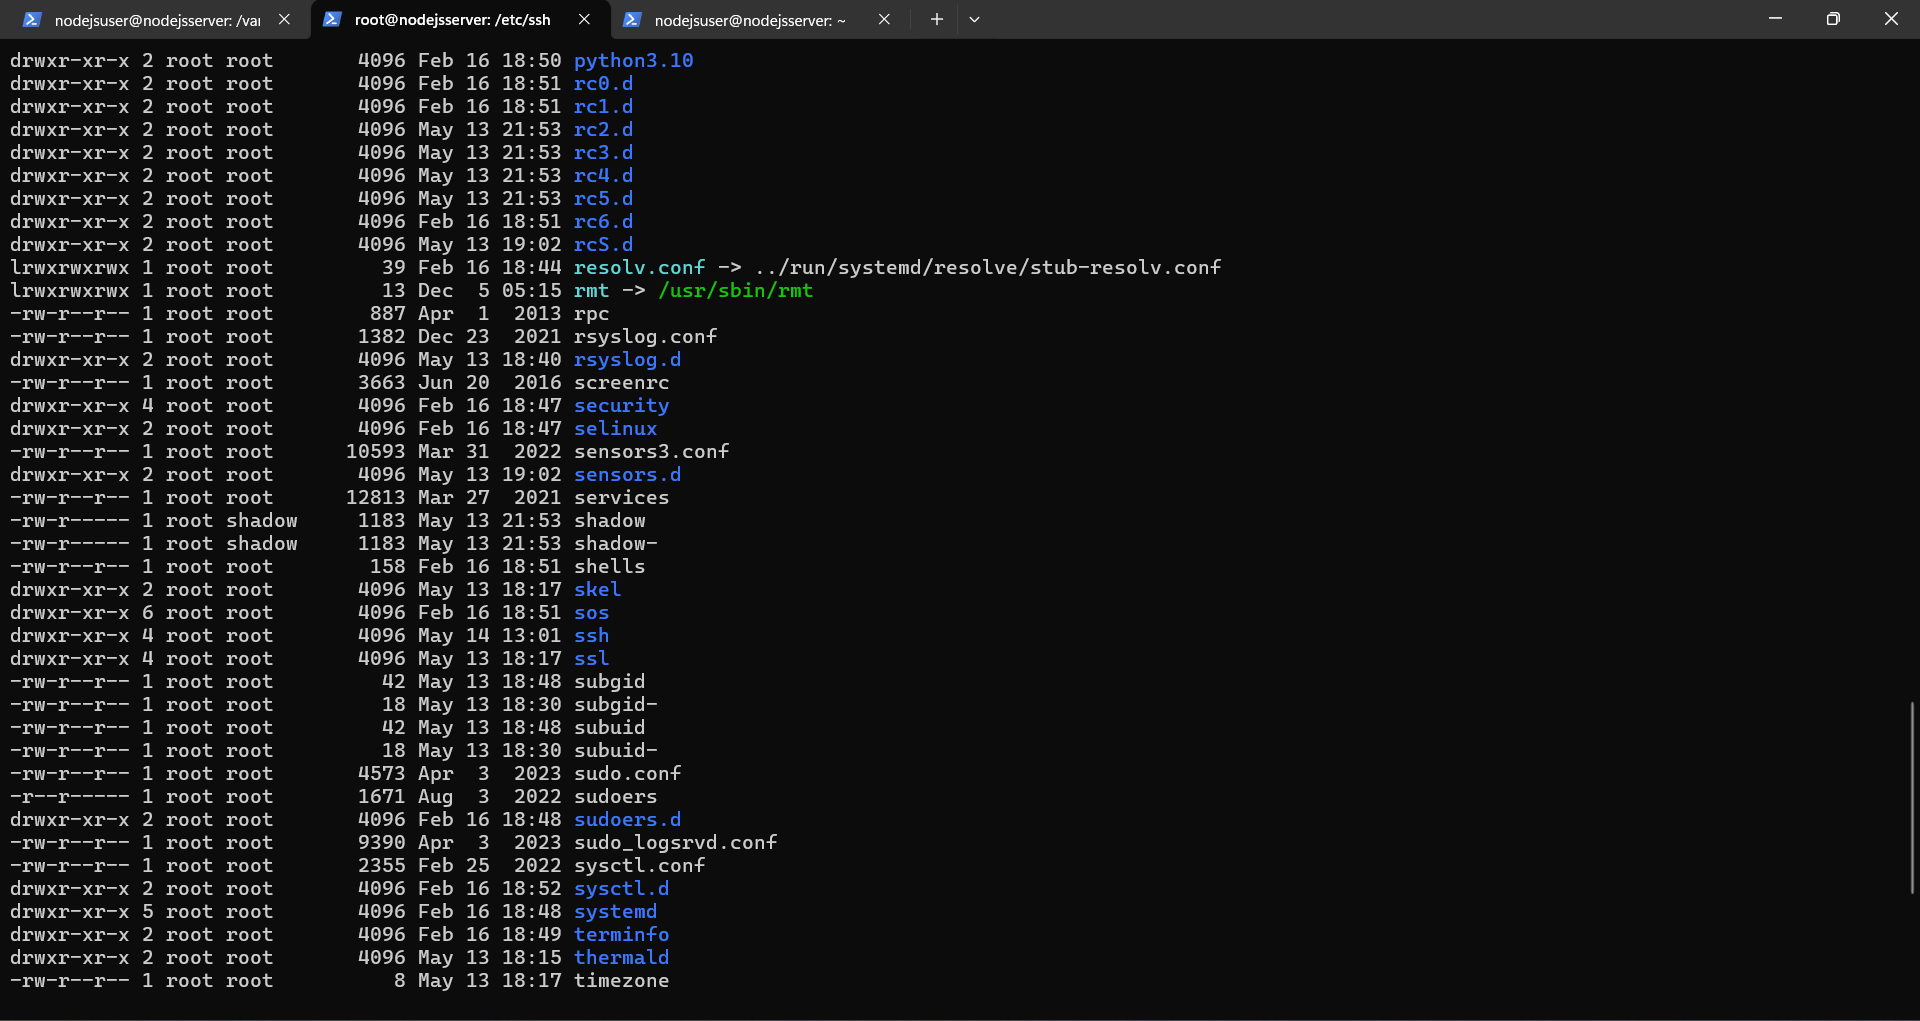 nodejsuser@nodejsserver: /var
root@nodejsserver: /etc/ssh
nodejsuser@nodejsserver: ~
drwxr-xr-x 2 root root       4096 Feb 16 18:50 python3.10
drwxr-xr-x 2 root root       4096 Feb 16 18:51 rc0.d
drwxr-xr-x 2 root root       4096 Feb 16 18:51 rc1.d
drwxr-xr-x 2 root root       4096 May 13 21:53 rc2.d
drwxr-xr-x 2 root root       4096 May 13 21:53 rc3.d
drwxr-xr-x 2 root root       4096 May 13 21:53 rc4.d
drwxr-xr-x 2 root root       4096 May 13 21:53 rc5.d
drwxr-xr-x 2 root root       4096 Feb 16 18:51 rc6.d
drwxr-xr-x 2 root root       4096 May 13 19:02 rcS.d
lrwxrwxrwx 1 root root         39 Feb 16 18:44 resolv.conf -> ../run/systemd/resolve/stub-resolv.conf
lrwxrwxrwx 1 root root         13 Dec  5 05:15 rmt -> /usr/sbin/rmt
-rw-r--r-- 1 root root        887 Apr  1  2013 rpc
-rw-r--r-- 1 root root       1382 Dec 23  2021 rsyslog.conf
drwxr-xr-x 2 root root       4096 May 13 18:40 rsyslog.d
-rw-r--r-- 1 root root       3663 Jun 20  2016 screenrc
drwxr-xr-x 4 root root       4096 Feb 16 18:47 security
drwxr-xr-x 2 root root       4096 Feb 16 18:47 selinux
-rw-r--r-- 1 root root      10593 Mar 31  2022 sensors3.conf
drwxr-xr-x 2 root root       4096 May 13 19:02 sensors.d
-rw-r--r-- 1 root root      12813 Mar 27  2021 services
-rw-r----- 1 root shadow     1183 May 13 21:53 shadow
-rw-r----- 1 root shadow     1183 May 13 21:53 shadow-
-rw-r--r-- 1 root root        158 Feb 16 18:51 shells
drwxr-xr-x 2 root root       4096 May 13 18:17 skel
drwxr-xr-x 6 root root       4096 Feb 16 18:51 sos
drwxr-xr-x 4 root root       4096 May 14 13:01 ssh
drwxr-xr-x 4 root root       4096 May 13 18:17 ssl
-rw-r--r-- 1 root root         42 May 13 18:48 subgid
-rw-r--r-- 1 root root         18 May 13 18:30 subgid-
-rw-r--r-- 1 root root         42 May 13 18:48 subuid
-rw-r--r-- 1 root root         18 May 13 18:30 subuid-
-rw-r--r-- 1 root root       4573 Apr  3  2023 sudo.conf
-r--r----- 1 root root       1671 Aug  3  2022 sudoers
drwxr-xr-x 2 root root       4096 Feb 16 18:48 sudoers.d
-rw-r--r-- 1 root root       9390 Apr  3  2023 sudo_logsrvd.conf
-rw-r--r-- 1 root root       2355 Feb 25  2022 sysctl.conf
drwxr-xr-x 2 root root       4096 Feb 16 18:52 sysctl.d
drwxr-xr-x 5 root root       4096 Feb 16 18:48 systemd
drwxr-xr-x 2 root root       4096 Feb 16 18:49 terminfo
drwxr-xr-x 2 root root       4096 May 13 18:15 thermald
-rw-r--r-- 1 root root          8 May 13 18:17 timezone